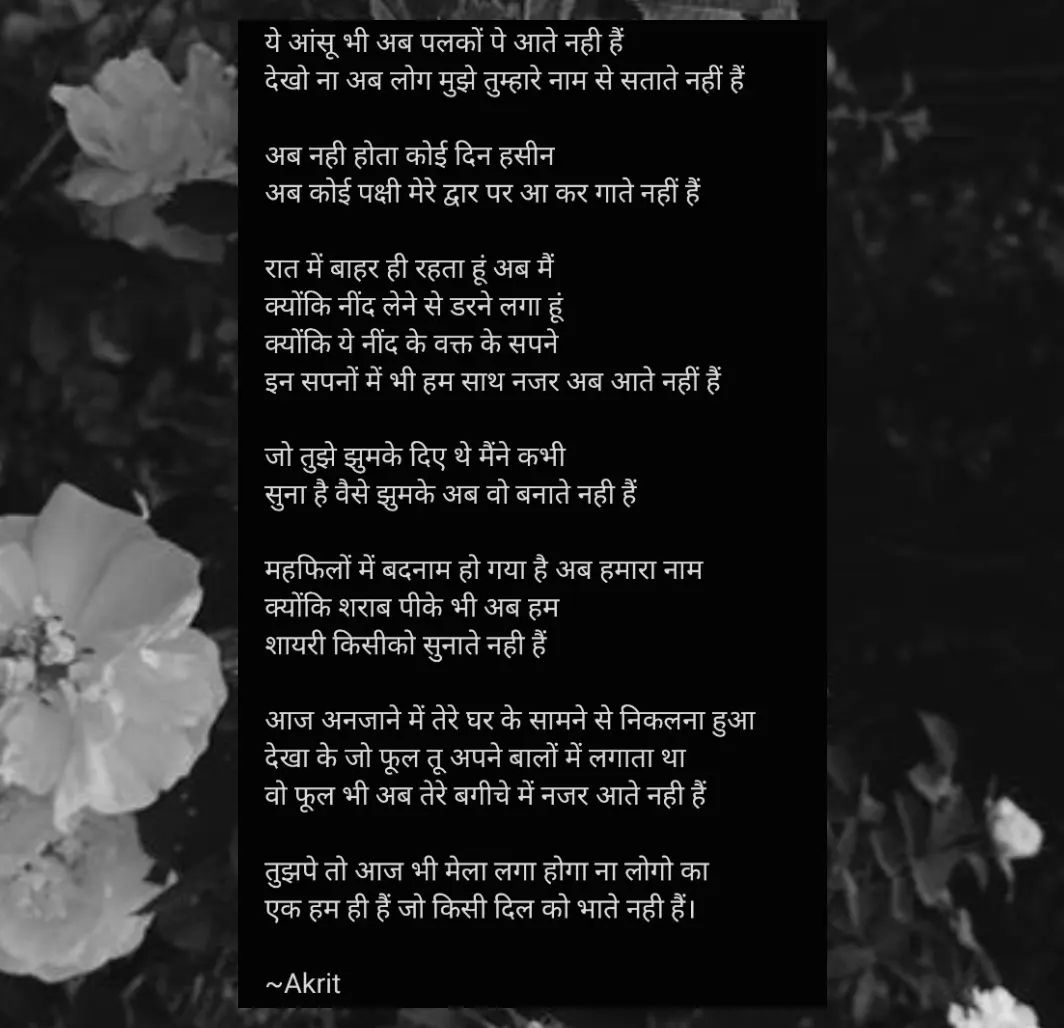 ये आंसू भी अब पलकों पे आते नही हैं
देखो ना अब लोग मुझे तुम्हारे नाम से सताते नहीं हैं
अब नही होता कोई दिन हसीन
अब कोई पक्षी मेरे द्वार पर आ कर गाते नहीं हैं
रात में बाहर ही रहता हूं अब मैं
क्योंकि नींद लेने से डरने लगा हूं
क्योंकि ये नींद के वक्त के सपने
इन सपनों में भी हम साथ नजर अब आते नहीं हैं
जो तुझे झुमके दिए थे मैंने कभी
सुना है वैसे झुमके अब वो बनाते नही हैं
महफिलों में बदनाम हो गया है अब हमारा नाम
क्योंकि शराब पीके भी अब हम
शायरी किसीको सुनाते नही हैं
आज अनजाने में तेरे घर के सामने से निकलना हुआ
देखा के जो फूल तू अपने बालों में लगाता था
वो फूल भी अब तेरे बगीचे में नजर आते नही हैं
तुझपे तो आज भी मेला लगा होगा ना लोगो का
एक हम ही हैं जो किसी दिल को भाते नही हैं।
~Akrit